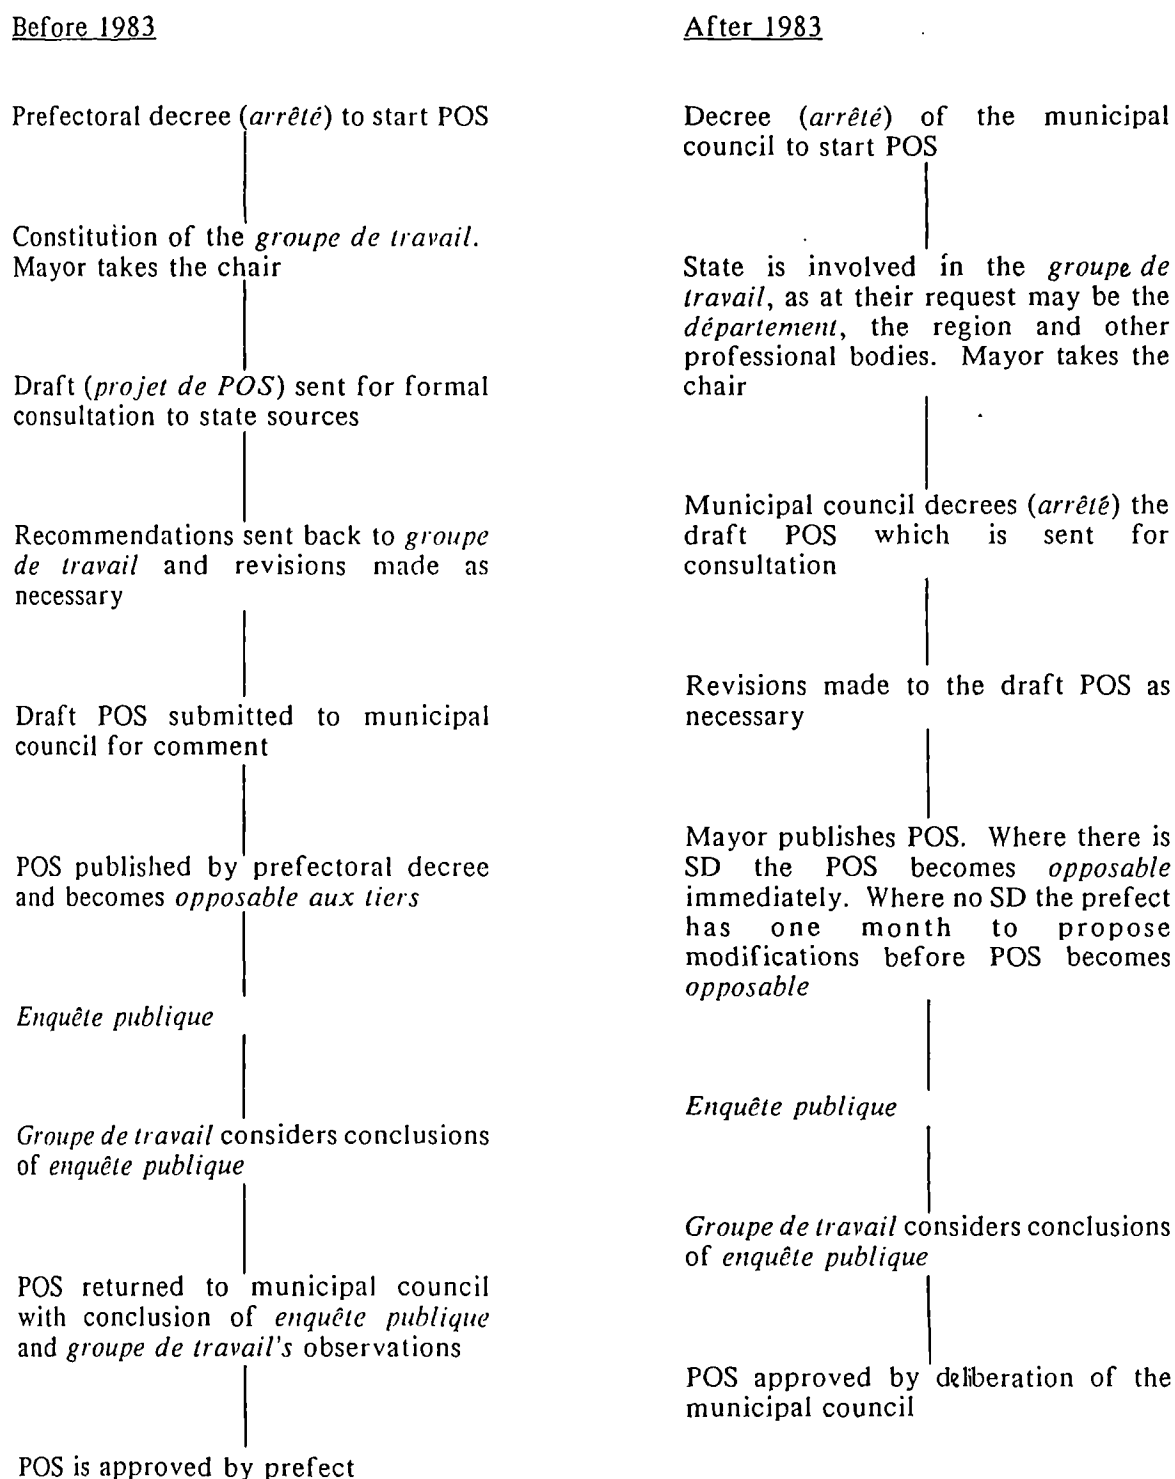 Before 1983
Prefectoral decree (arrêté) to start POS
Constitution of the groupe de travail.
Mayor takes the chair
Draft (projet de POS) sent for formal
consultation to state sources
Recommendations sent back to groupe
de travail and revisions made as
necessary
Draft POS submitted to municipal
council for comment
POS published by prefectoral decree
and becomes opposable aux tiers
Enquête publique
Groupe de travail considers conclusions
of enquête publique
POS returned to municipal council
with conclusion of enquête publique
and groupe de travail's observations
POS is approved by prefect
After 1983
Decree (arrêté) of the municipal
council to start POS
State is involved in the groupe de
travail, as at their request may be the
département, the region and other
professional bodies. Mayor takes the
chair
Municipal council decrees (arrêté) the
draft POS which is sent for
consultation
Revisions made to the draft POS as
necessary
Mayor publishes POS. Where there is
SD the POS becomes opposable
immediately. Where no SD the prefect
has one month to propose
modifications before POS becomes
opposable
Enquête publique
Groupe de travail considers conclusions
of enquête publique
POS approved by deliberation of the
municipal council